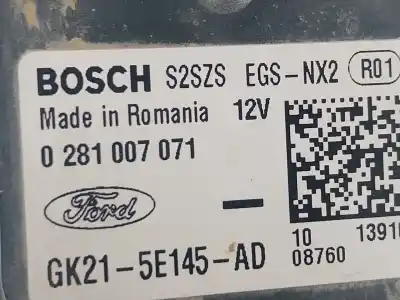 BOSCH S2SZS EGS-NX2 R01
Made in Romania 12V
0 281 007 071
Ford
GK21-5E145-AD
10
08760